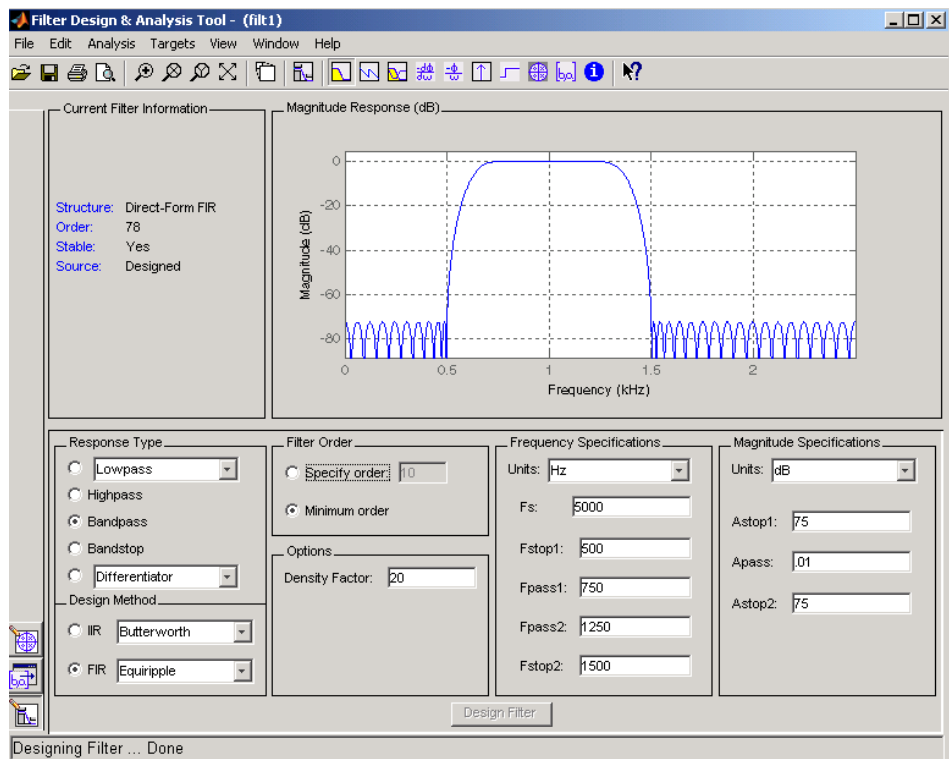 Filter Design & Analysis Tool - (filt1)
File Edit Analysis Targets View Window Help
Current Filter Information
Structure: Direct-Form FIR
Order: 78
Stable: Yes
Source: Designed
Magnitude Response (dB)
Magnitude (dB)
0
-20
-40
-60
-80
0 0.5 1 1.5 2
Frequency (kHz)
Response Type
Lowpass
Highpass
Bandpass
Bandstop
Differentiator
Design Method
IIR Butterworth
FIR Equiripple
Filter Order
Specify order: 10
Minimum order
Options
Density Factor: 20
Frequency Specifications
Units: Hz
Fs: 5000
Fstop1: 500
Fpass1: 750
Fpass2: 1250
Fstop2: 1500
Magnitude Specifications
Units: dB
Astop1: 75
Apass: .01
Astop2: 75
Design Filter
Designing Filter ... Done